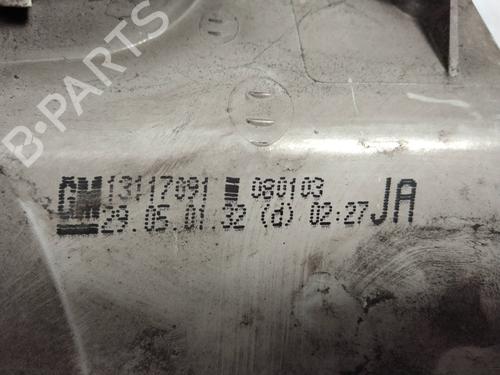 B-PARTS
GM 13117091 080103
29.05.01.32 (d) 02:27 JA